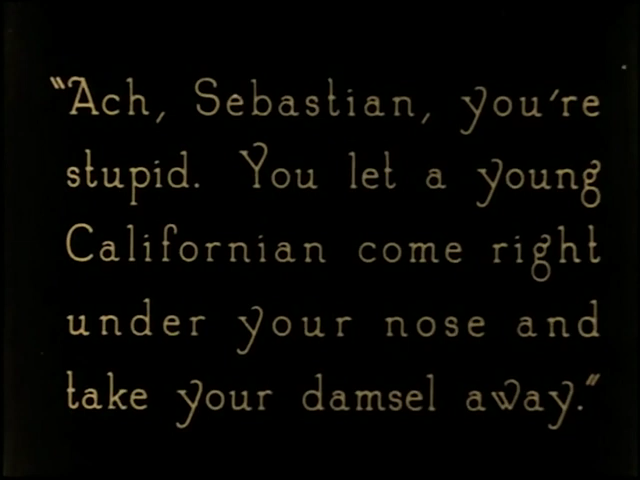 "Ach, Sebastian, you're
stupid. You let a young
Californian come right
under your nose and
take your damsel away."